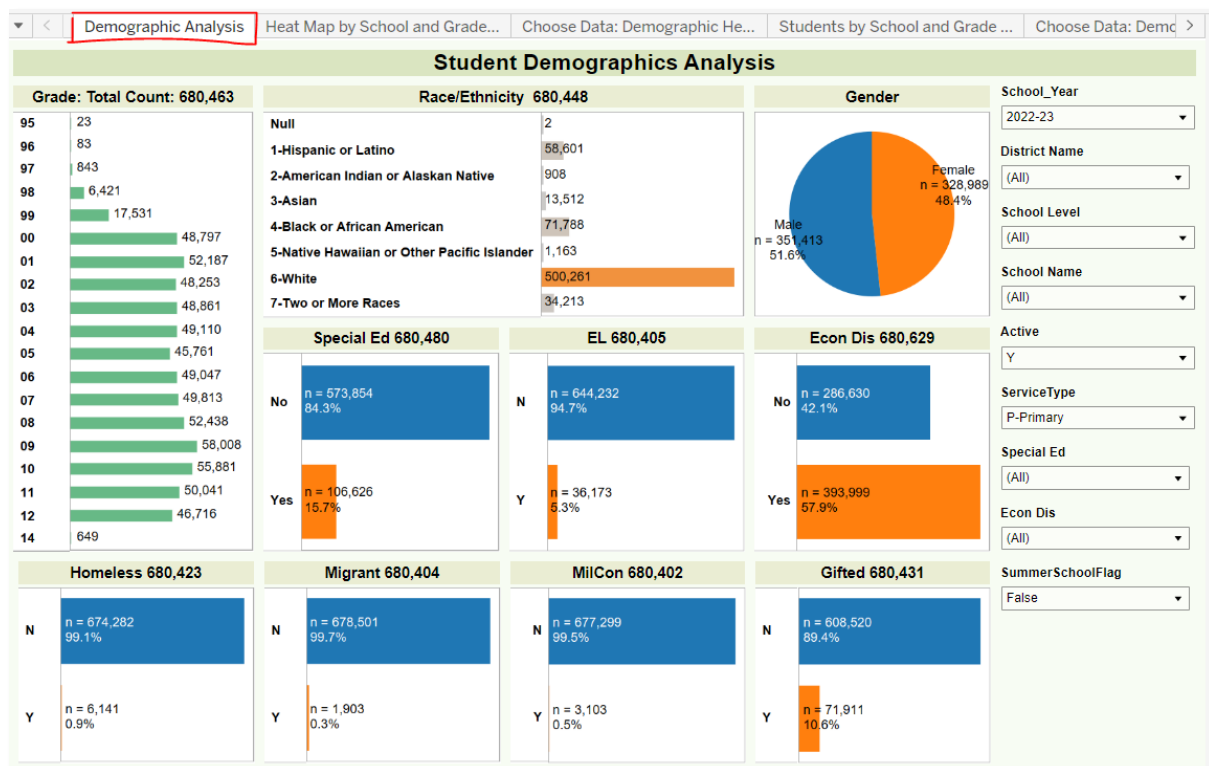 Demographic Analysis
Heat Map by School and Grade...
Choose Data: Demographic He...
Students by School and Grade ...
Choose Data: Demc
Student Demographics Analysis
Grade: Total Count: 680,463
95 23
96 83
97 843
98 6,421
99 17,531
00 48,797
01 52,187
02 48,253
03 48,861
04 49,110
05 45,761
06 49,047
07 49,813
08 52,438
09 58,008
10 55,881
11 50,041
12 46,716
14 649
Race/Ethnicity 680,448
Null 2
1-Hispanic or Latino 58,601
2-American Indian or Alaskan Native 908
3-Asian 13,512
4-Black or African American 71,788
5-Native Hawaiian or Other Pacific Islander 1,163
6-White 500,261
7-Two or More Races 34,213
Gender
Female
n = 328,989
48.4%
Male
n = 351,413
51.6%
Special Ed 680,480
No
n = 573,854
84.3%
Yes
n = 106,626
15.7%
EL 680,405
N
n = 644,232
94.7%
Y
n = 36,173
5.3%
Econ Dis 680,629
No
n = 286,630
42.1%
Yes
n = 393,999
57.9%
Homeless 680,423
N
n = 674,282
99.1%
Y
n = 6,141
0.9%
Migrant 680,404
N
n = 678,501
99.7%
Y
n = 1,903
0.3%
MilCon 680,402
N
n = 677,299
99.5%
Y
n = 3,103
0.5%
Gifted 680,431
N
n = 608,520
89.4%
Y
n = 71,911
10.6%
School_Year
2022-23
District Name
(All)
School Level
(All)
School Name
(All)
Active
Y
ServiceType
P-Primary
Special Ed
(All)
Econ Dis
(All)
SummerSchoolFlag
False